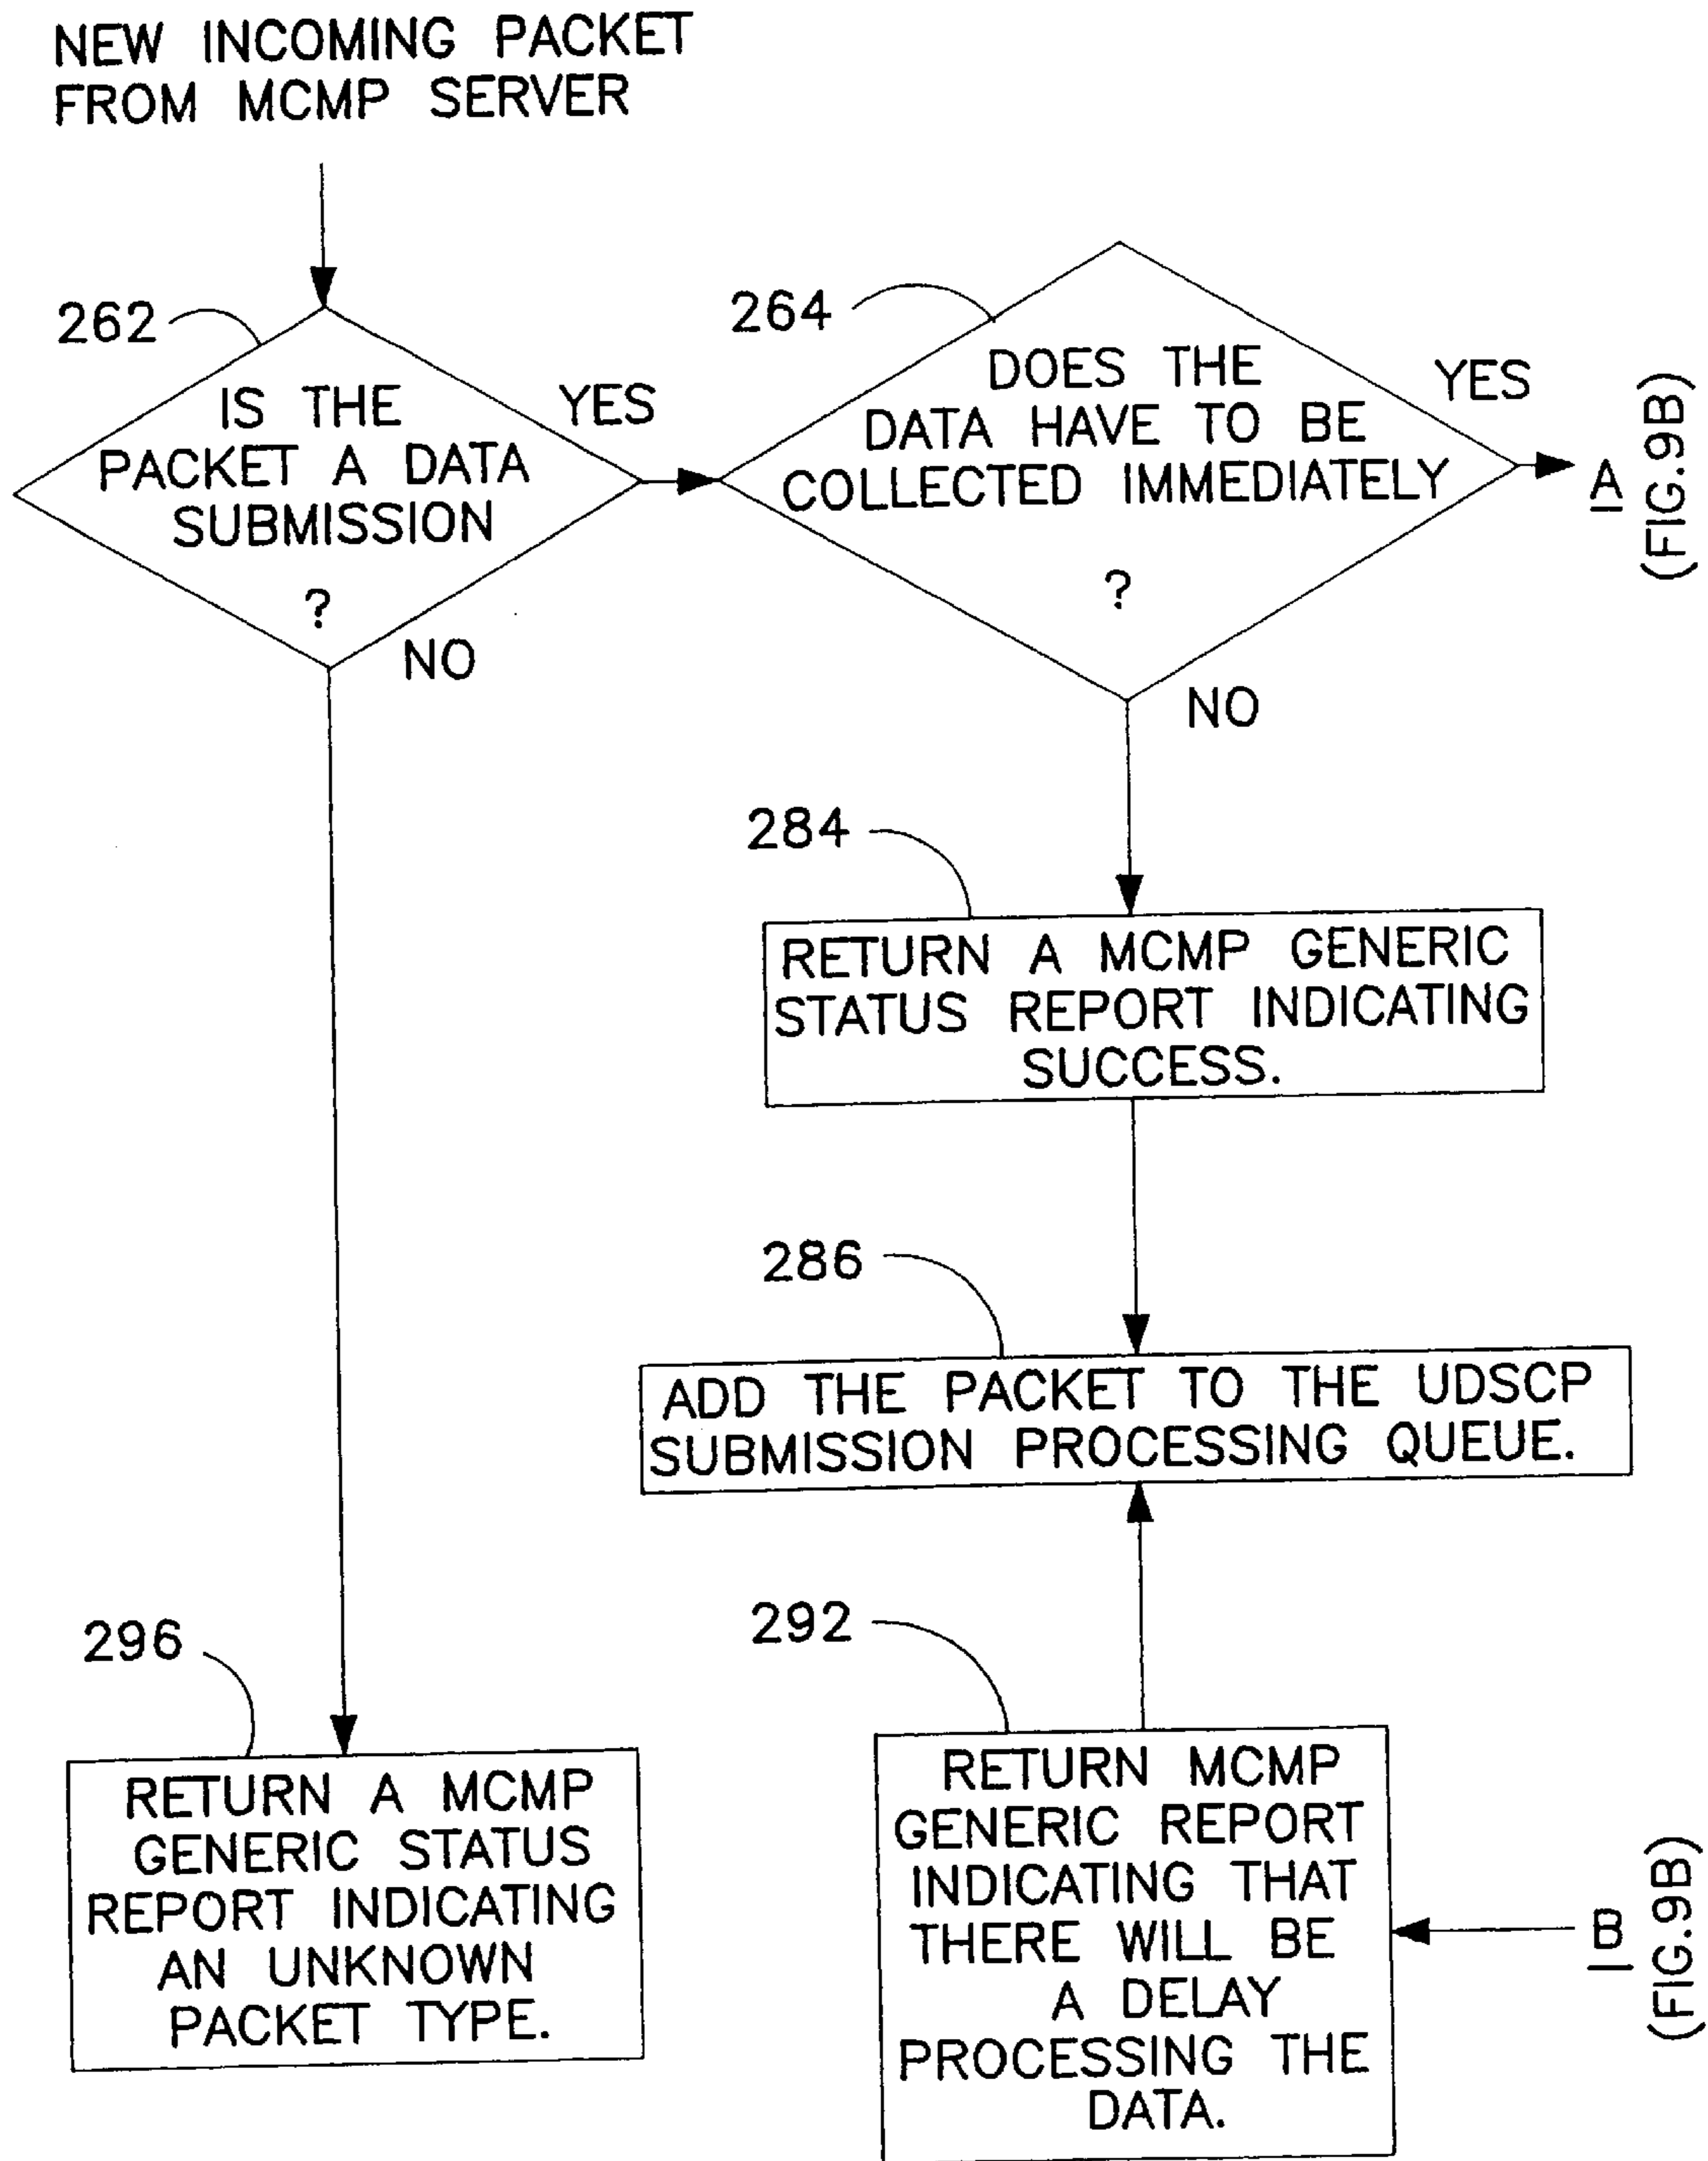 NEW INCOMING PACKET
FROM MCMP SERVER
262
IS THE
PACKET A DATA
SUBMISSION
?
YES
NO
264
DOES THE
DATA HAVE TO BE
COLLECTED IMMEDIATELY
?
YES
A
(FIG.9B)
NO
284
RETURN A MCMP GENERIC
STATUS REPORT INDICATING
SUCCESS.
286
ADD THE PACKET TO THE UDSCP
SUBMISSION PROCESSING QUEUE.
296
RETURN A MCMP
GENERIC STATUS
REPORT INDICATING
AN UNKNOWN
PACKET TYPE.
292
RETURN MCMP
GENERIC REPORT
INDICATING THAT
THERE WILL BE
A DELAY
PROCESSING THE
DATA.
B
(FIG.9B)